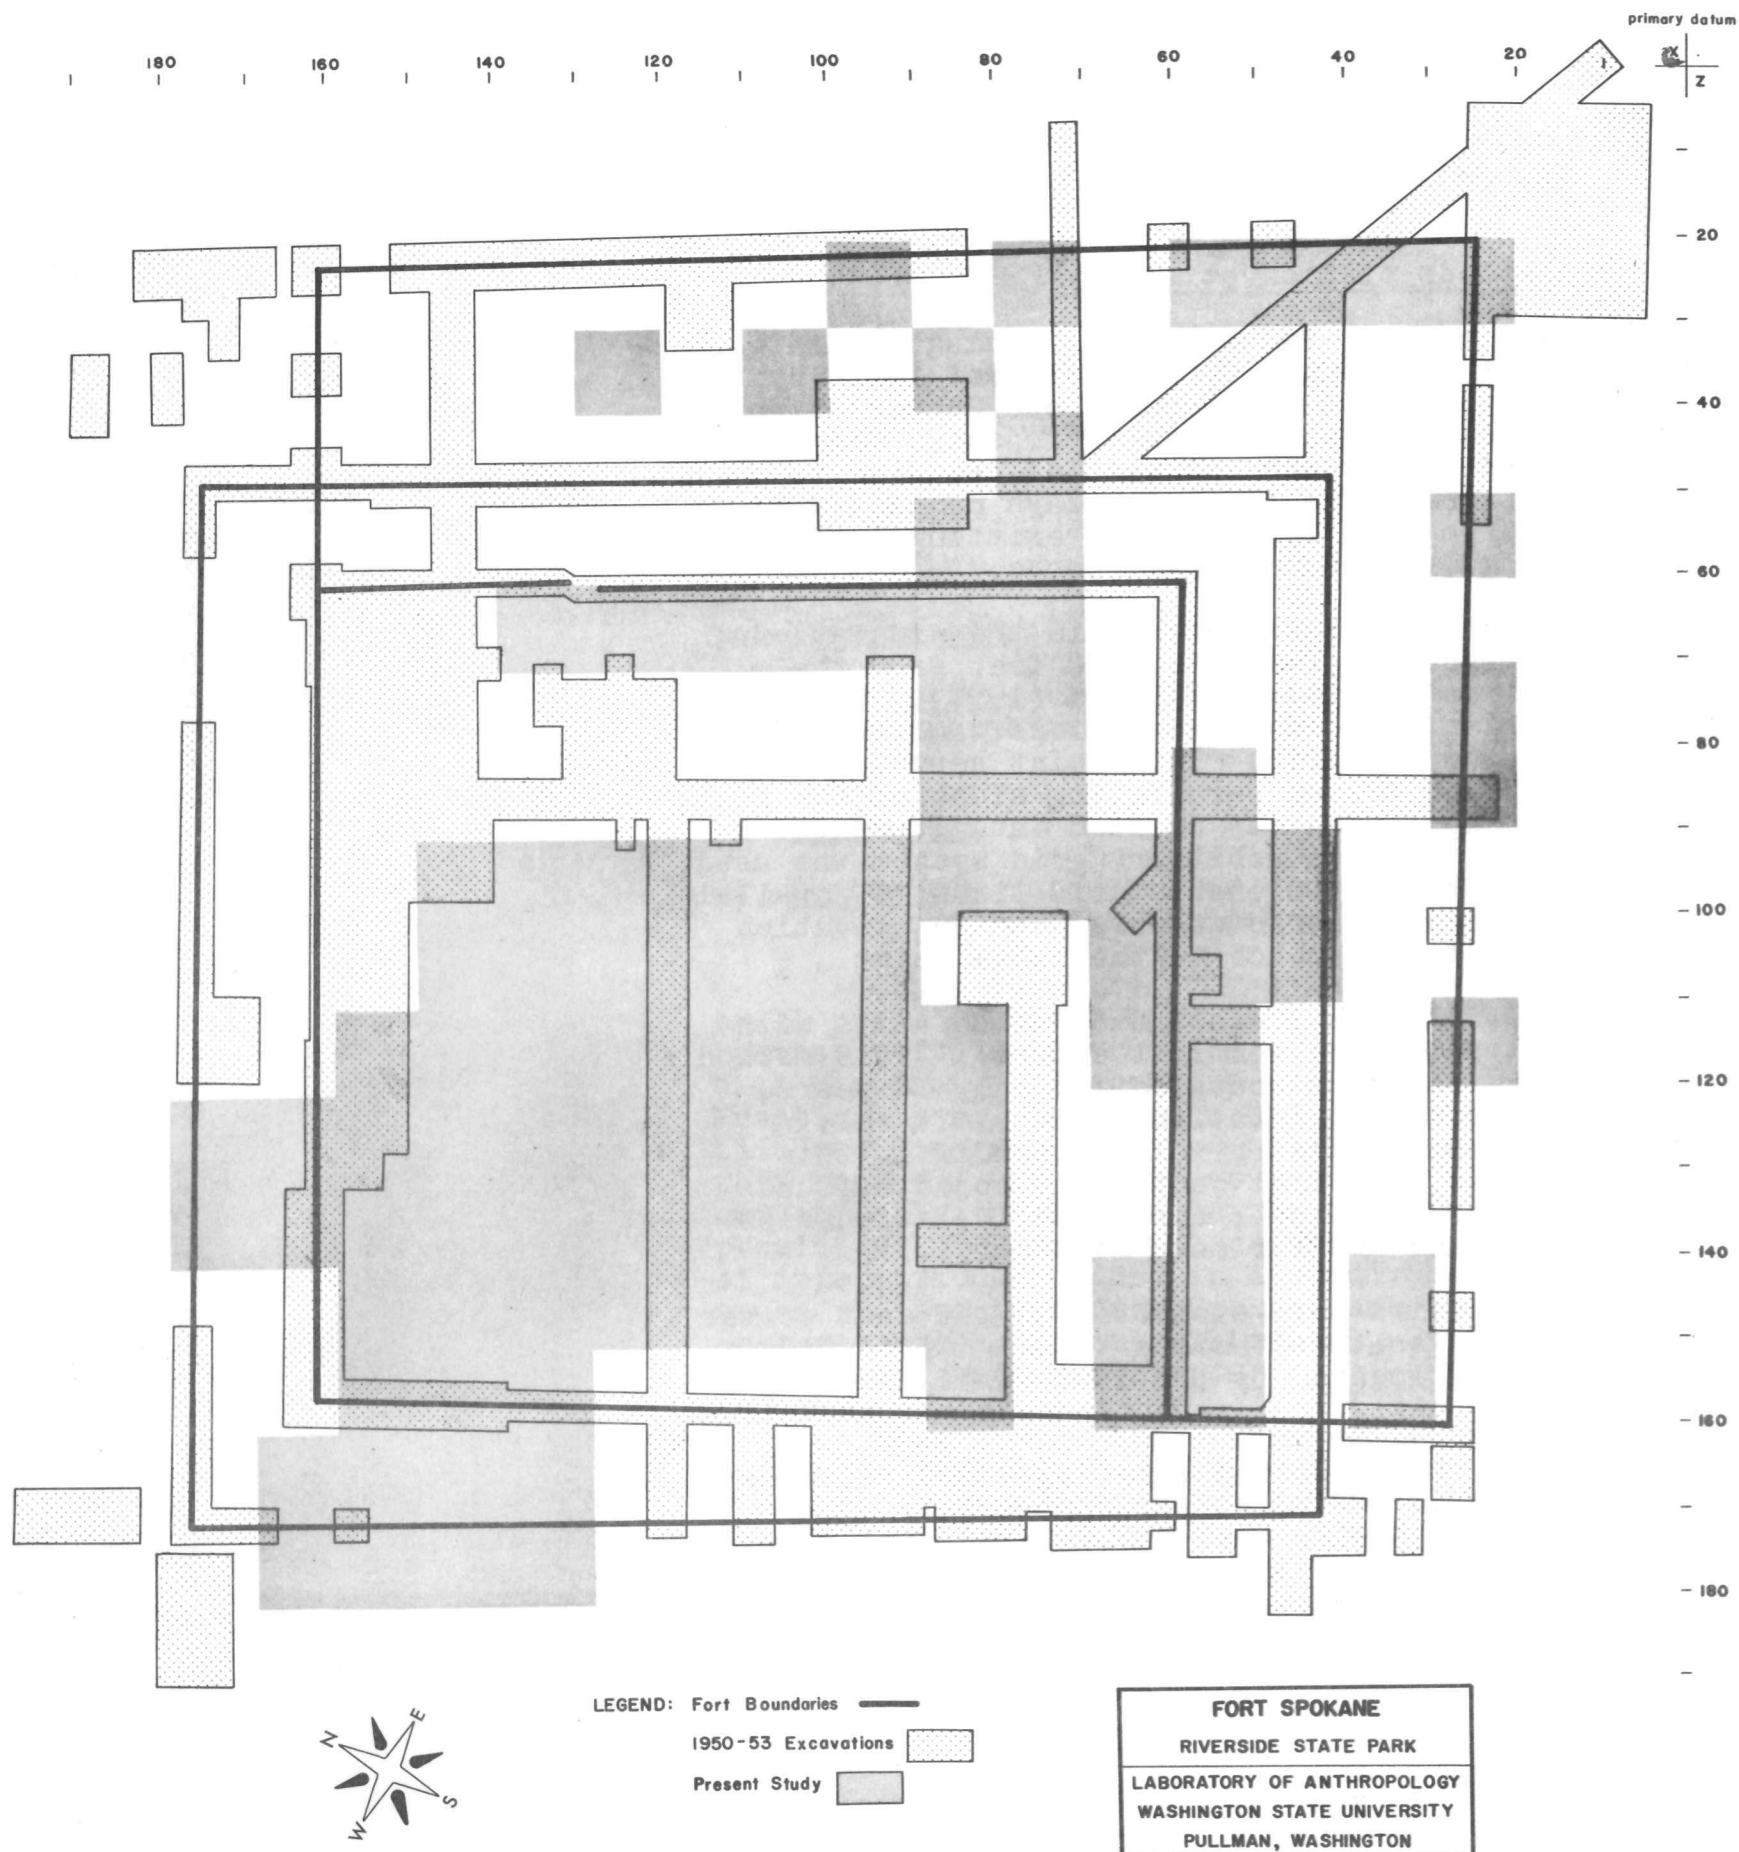 primary datum
180 160 140 120 100 80 60 40 20
Z
20
40
60
80
100
120
140
160
180
N E
W S
LEGEND: Fort Boundaries
1950-53 Excavations
Present Study
FORT SPOKANE
RIVERSIDE STATE PARK
LABORATORY OF ANTHROPOLOGY
WASHINGTON STATE UNIVERSITY
PULLMAN, WASHINGTON